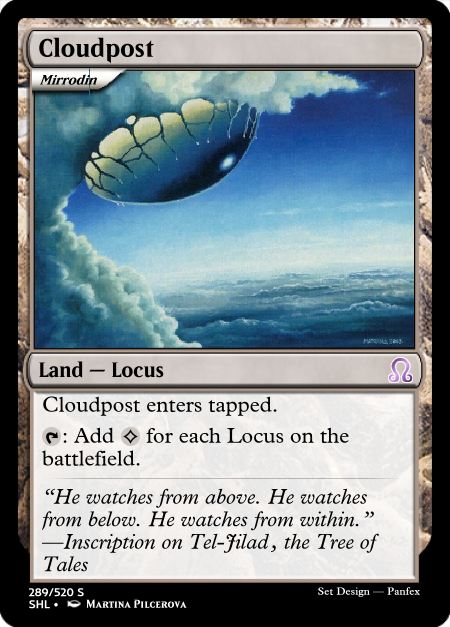 Cloudpost
Mirrodin
Land — Locus
Cloudpost enters tapped.
: Add for each Locus on the
battlefield.
“He watches from above. He watches
from below. He watches from within.”
—Inscription on Tel-Jilad, the Tree of
Tales
289/520 S
Set Design — Panfex
SHL • Martina Pilcerova